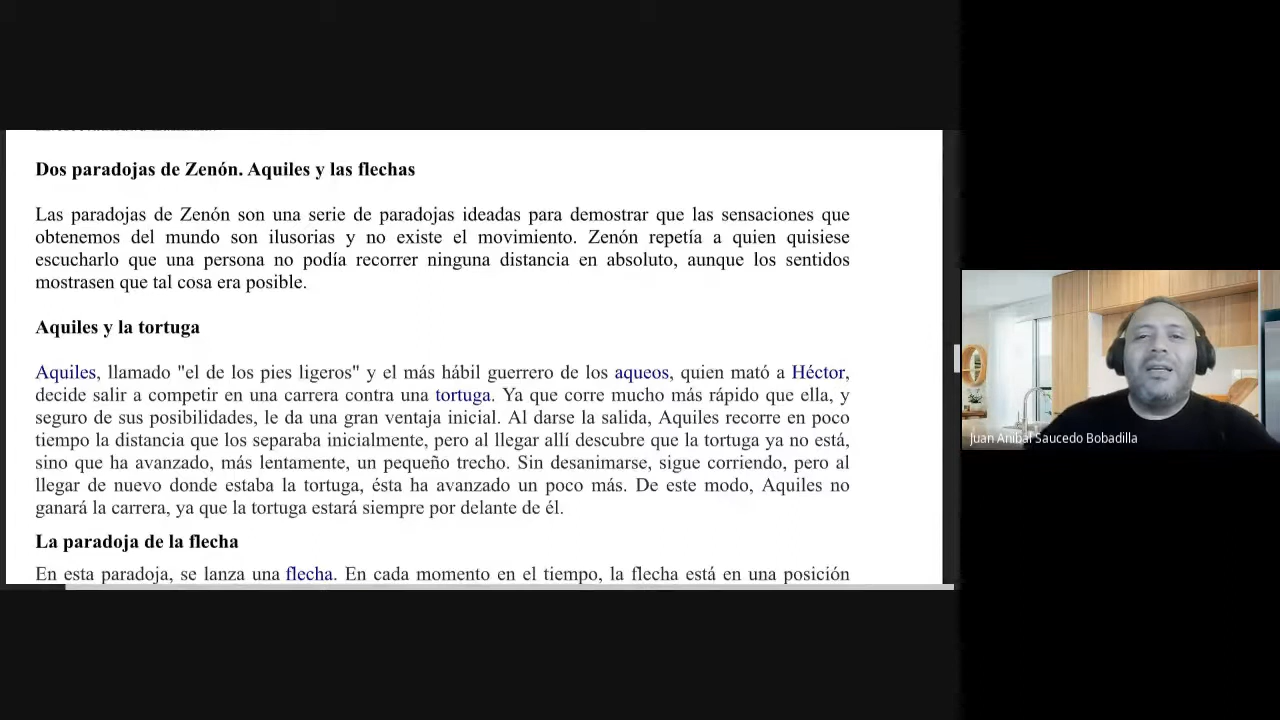 Dos paradojas de Zenón. Aquiles y las flechas
Las paradojas de Zenón son una serie de paradojas ideadas para demostrar que las sensaciones que
obtenemos del mundo son ilusorias y no existe el movimiento. Zenón repetía a quien quisiese
escucharlo que una persona no podía recorrer ninguna distancia en absoluto, aunque los sentidos
mostrasen que tal cosa era posible.
Aquiles y la tortuga
Aquiles, llamado "el de los pies ligeros" y el más hábil guerrero de los aqueos, quien mató a Héctor,
decide salir a competir en una carrera contra una tortuga. Ya que corre mucho más rápido que ella, y
seguro de sus posibilidades, le da una gran ventaja inicial. Al darse la salida, Aquiles recorre en poco
tiempo la distancia que los separaba inicialmente, pero al llegar allí descubre que la tortuga ya no está,
sino que ha avanzado, más lentamente, un pequeño trecho. Sin desanimarse, sigue corriendo, pero al
llegar de nuevo donde estaba la tortuga, ésta ha avanzado un poco más. De este modo, Aquiles no
ganará la carrera, ya que la tortuga estará siempre por delante de él.
La paradoja de la flecha
En esta paradoja, se lanza una flecha. En cada momento en el tiempo, la flecha está en una posición
Juan Anibal Saucedo Bobadilla